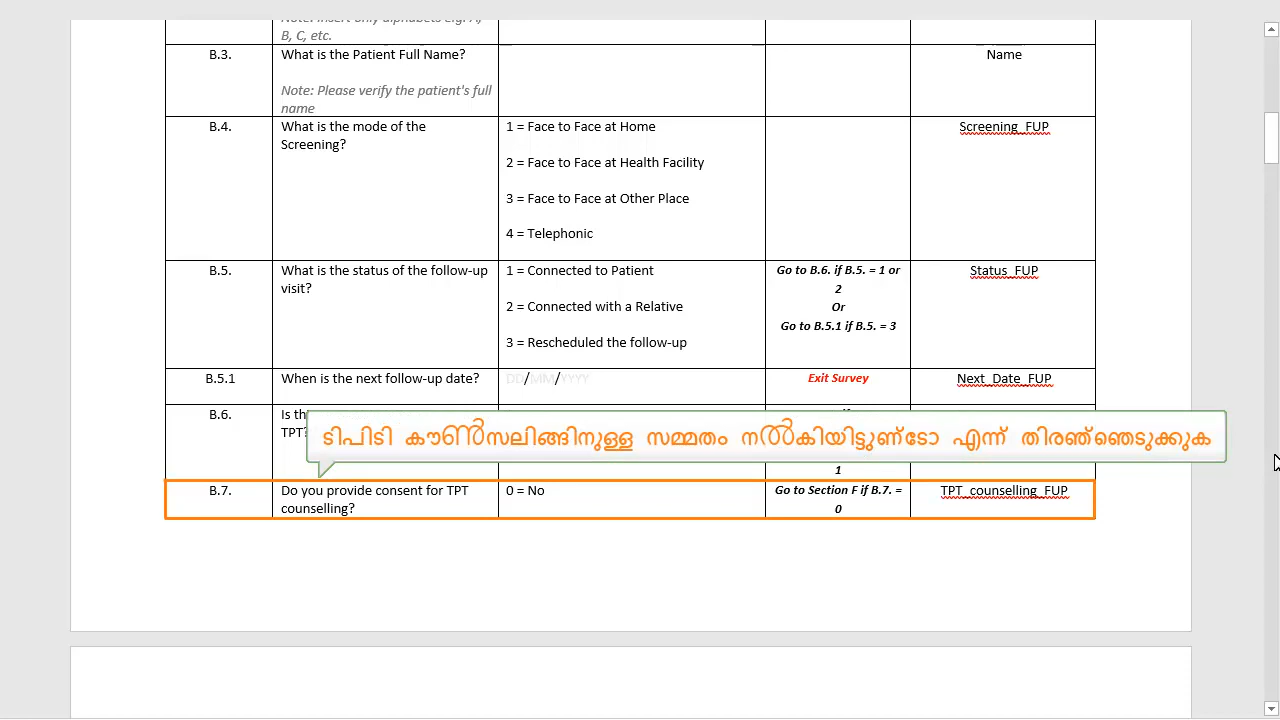 B, C, etc.
B.3. What is the Patient Full Name? Name
Note: Please verify the patient's full
name
B.4. What is the mode of the 1 = Face to Face at Home Screening_FUP
Screening?
2 = Face to Face at Health Facility
3 = Face to Face at Other Place
4 = Telephonic
B.5. What is the status of the follow-up 1 = Connected to Patient Go to B.6. if B.5. = 1 or Status_FUP
visit? 2
2 = Connected with a Relative Or
Go to B.5.1 if B.5. = 3
3 = Rescheduled the follow-up
B.5.1 When is the next follow-up date? DD/MM/YYYY Exit Survey Next_Date_FUP
B.6. Is
TPT
ടിപിടി കൗൺസലിങ്ങിനുള്ള സമ്മതം നൽകിയിട്ടുണ്ടോ എന്ന് തിരഞ്ഞെടുക്കുക
1
B.7. Do you provide consent for TPT 0 = No Go to Section F if B.7. = TPT_counselling_FUP
counselling? 0